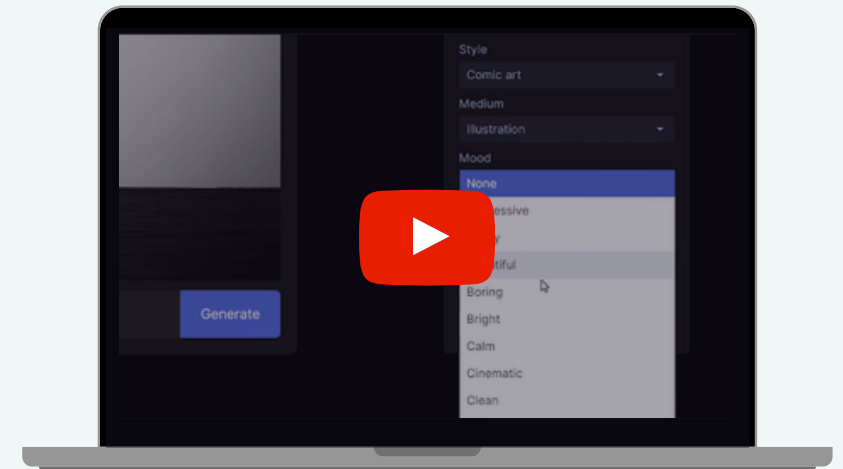 Style
Comic art
Medium
Illustration
Mood
None
Boring
Bright
Calm
Cinematic
Clean
Generate